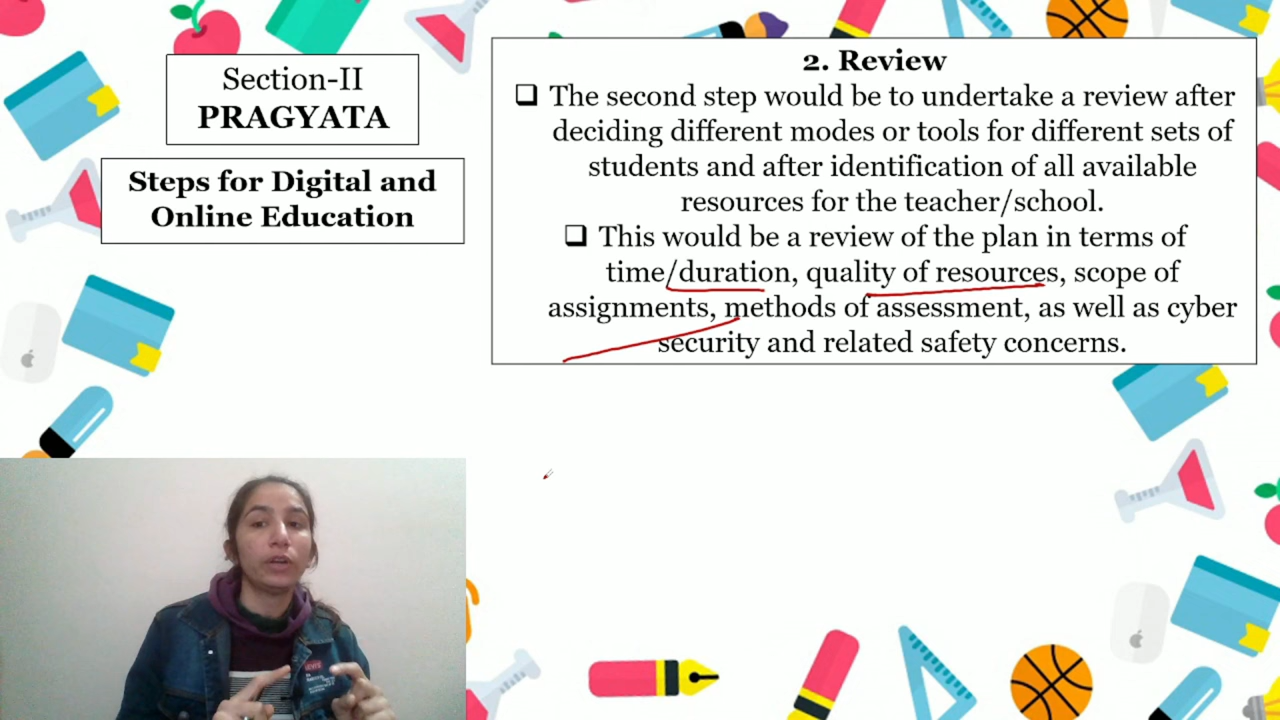 Section-II
PRAGYATA
Steps for Digital and
Online Education
2. Review
❑ The second step would be to undertake a review after
deciding different modes or tools for different sets of
students and after identification of all available
resources for the teacher/school.
❑ This would be a review of the plan in terms of
time/duration, quality of resources, scope of
assignments, methods of assessment, as well as cyber
security and related safety concerns.